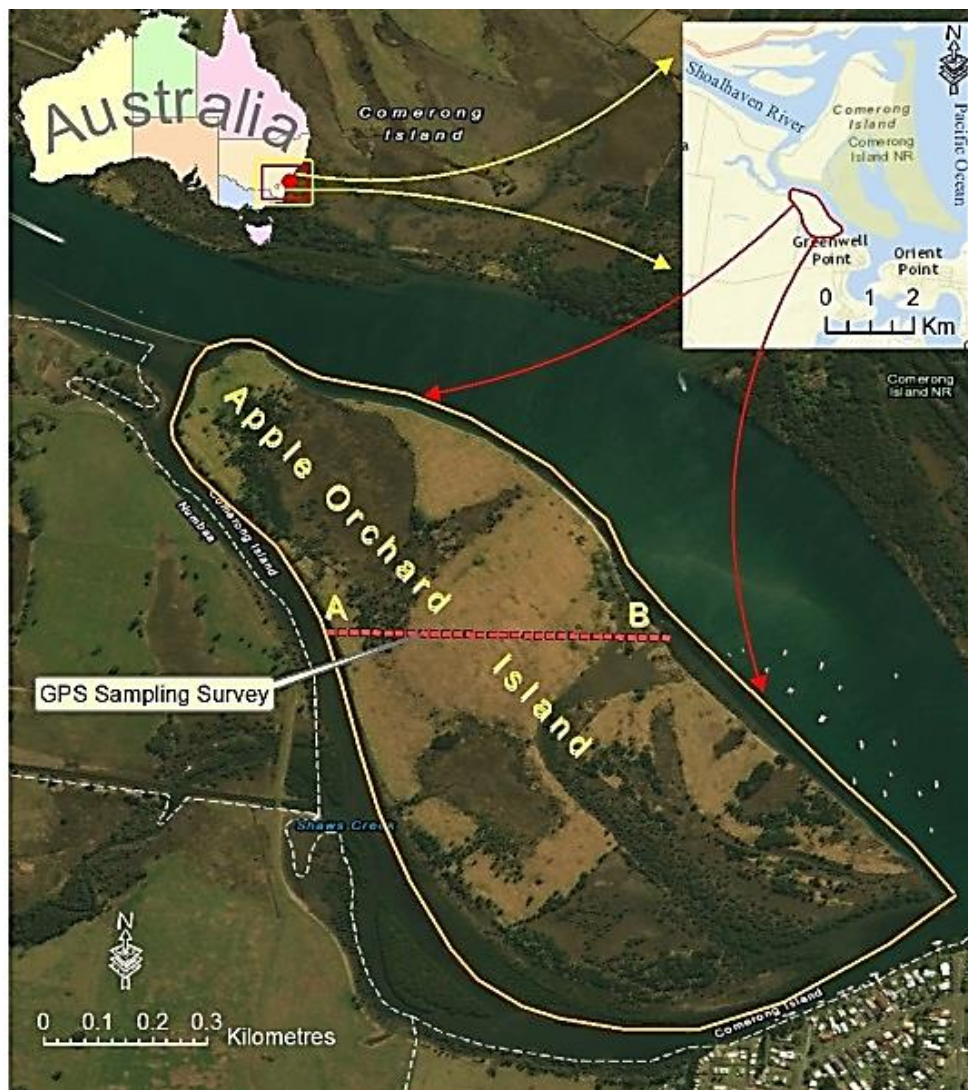 Australia
Comerong
Island
N
Shoalhaven River
Comerong
Island
Comerong
Island NR
Pacific Ocean
Greenwell
Point
Orient
Point
0 1 2
Km
Comerong
Island NR
Apple Orchard Island
Comerong Island
Numbaa
A
B
GPS Sampling Survey
Shaws Creek
N
0 0.1 0.2 0.3
Kilometres
Comerong Island